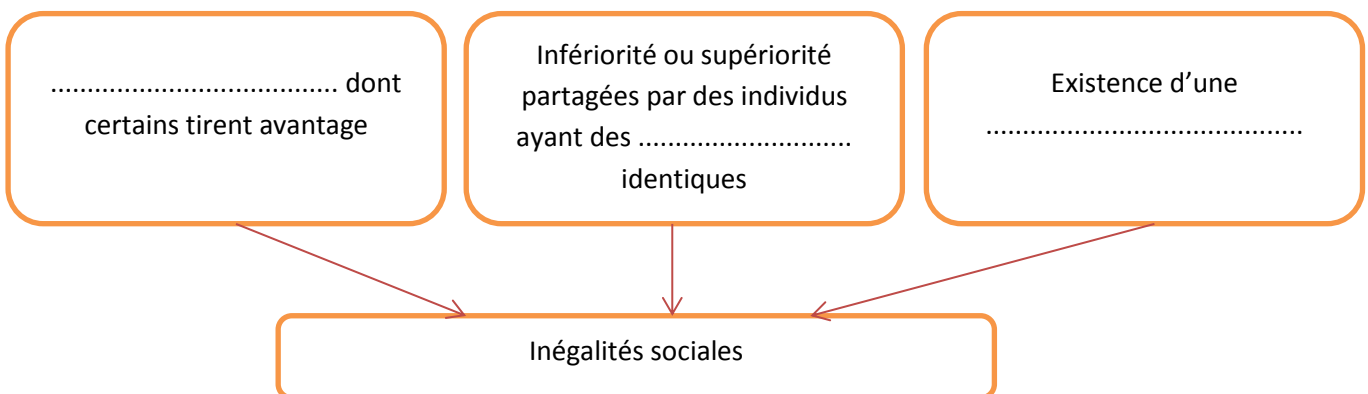 ....................................... dont
certains tirent avantage
Infériorité ou supériorité
partagées par des individus
ayant des .............................
identiques
Existence d’une
...........................................
Inégalités sociales